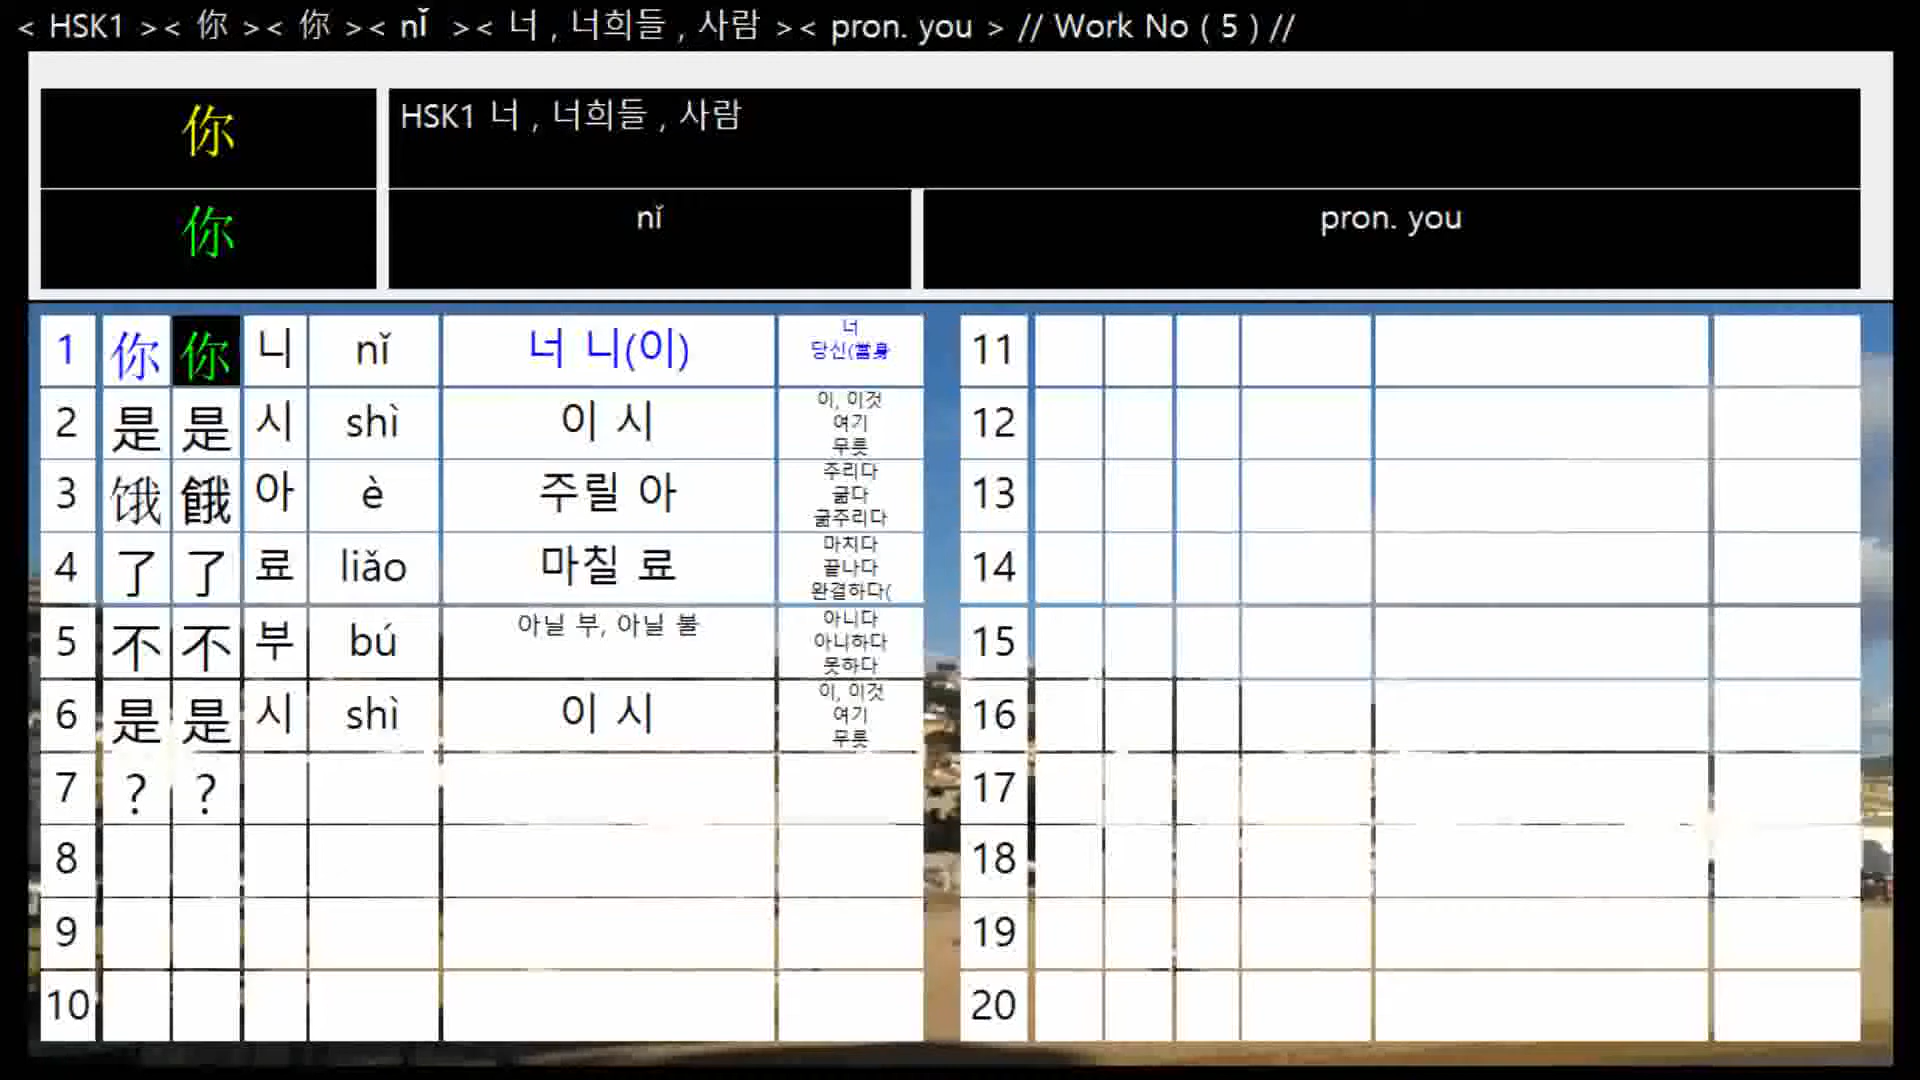 < HSK1 >< 你 >< 你 >< nǐ >< 너 , 너희들 , 사람 >< pron. you > // Work No ( 5 ) //
你
HSK1 너 , 너희들 , 사람
你
nǐ
pron. you
1 你 你 니 nǐ 너 니(이) 너 당신(當身
2 是 是 시 shì 이 시 이, 이것 여기 무릇
3 饿 餓 아 è 주릴 아 주리다 굶다 굶주리다
4 了 了 료 liǎo 마칠 료 마치다 끝나다 완결하다(
5 不 不 부 bú 아닐 부, 아닐 불 아니다 아니하다 못하다
6 是 是 시 shì 이 시 이, 이것 여기 무릇
7 ? ?
8
9
10
11
12
13
14
15
16
17
18
19
20